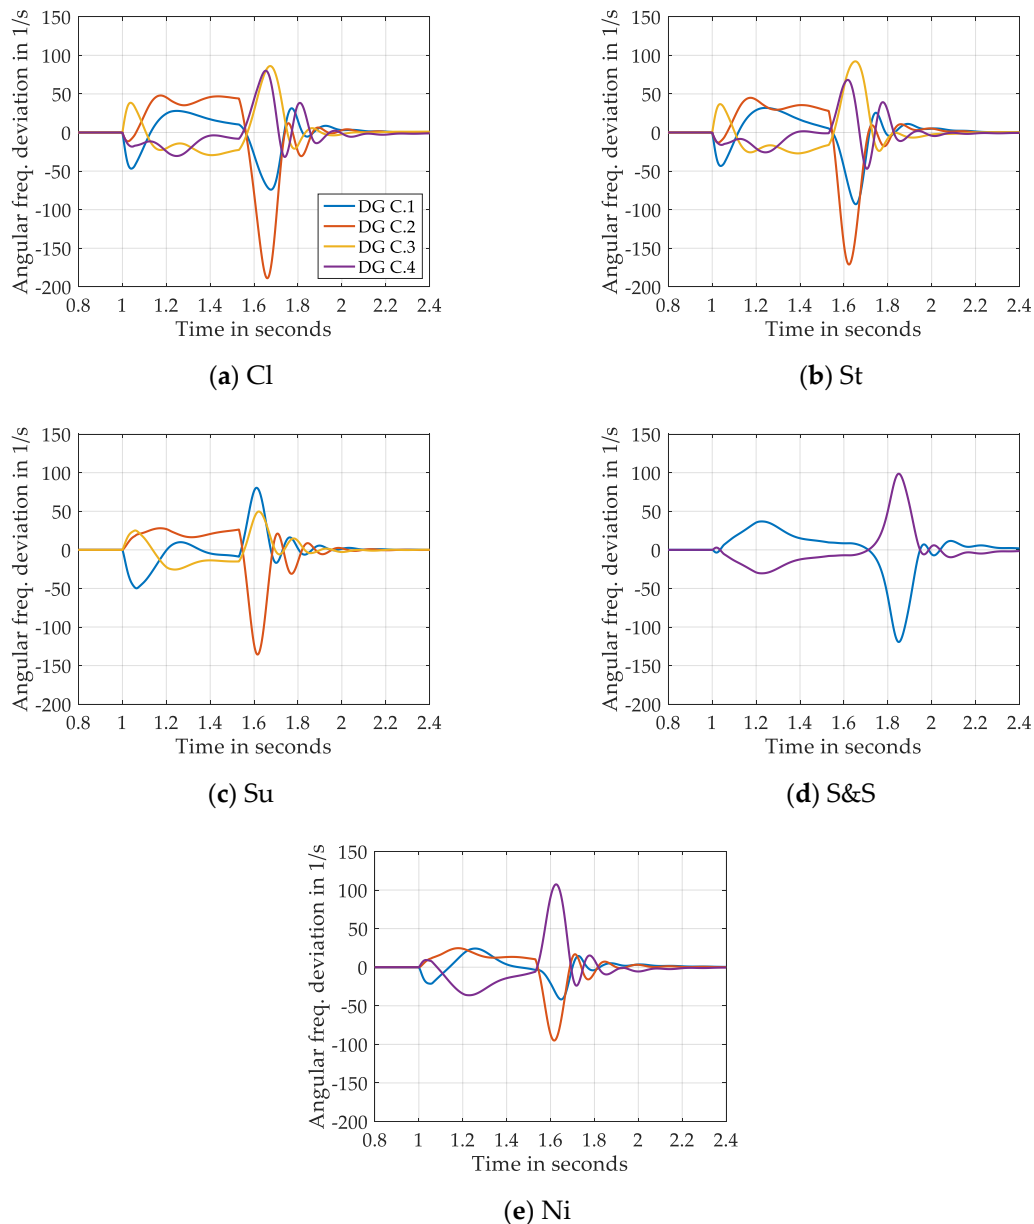 150
100
50
0
-50
-100
-150
-200
Angular freq. deviation in 1/s
DG C.1
DG C.2
DG C.3
DG C.4
0.8 1 1.2 1.4 1.6 1.8 2 2.2 2.4
Time in seconds
(a) Cl
150
100
50
0
-50
-100
-150
-200
Angular freq. deviation in 1/s
0.8 1 1.2 1.4 1.6 1.8 2 2.2 2.4
Time in seconds
(b) St
150
100
50
0
-50
-100
-150
-200
Angular freq. deviation in 1/s
0.8 1 1.2 1.4 1.6 1.8 2 2.2 2.4
Time in seconds
(c) Su
150
100
50
0
-50
-100
-150
-200
Angular freq. deviation in 1/s
0.8 1 1.2 1.4 1.6 1.8 2 2.2 2.4
Time in seconds
(d) S&S
150
100
50
0
-50
-100
-150
-200
Angular freq. deviation in 1/s
0.8 1 1.2 1.4 1.6 1.8 2 2.2 2.4
Time in seconds
(e) Ni